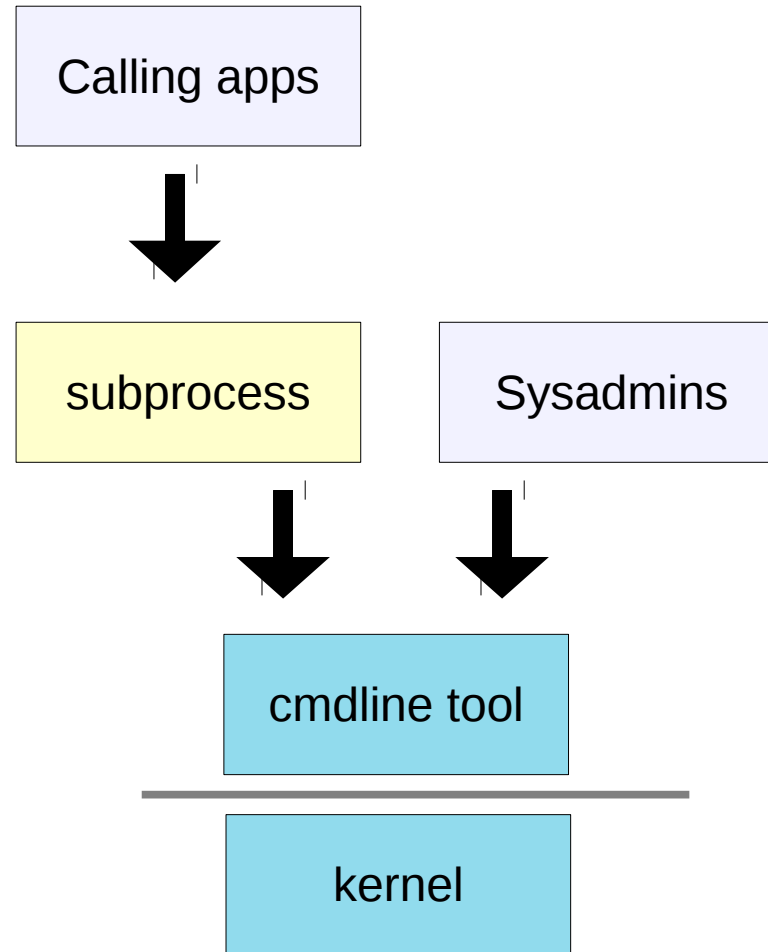 Calling apps
subprocess
Sysadmins
cmdline tool
kernel